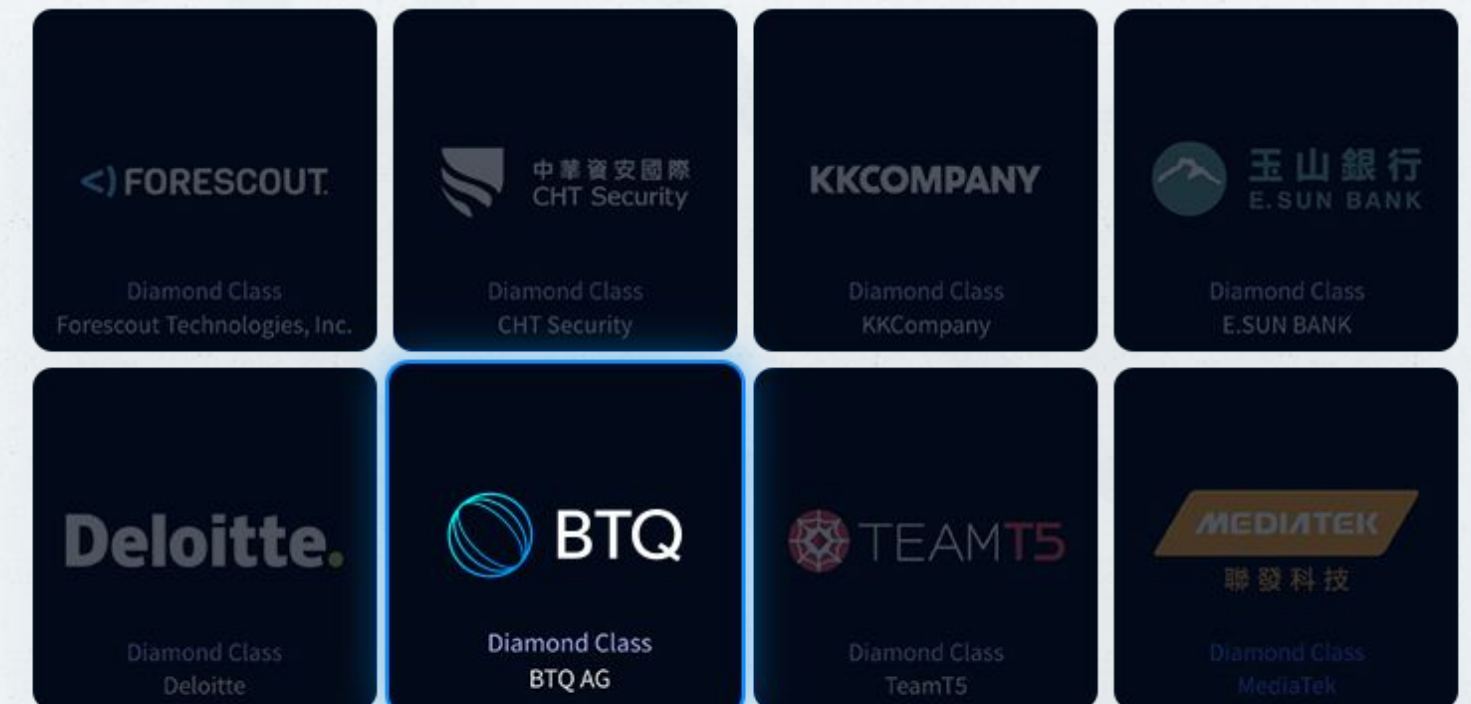 FORESCOUT.
Diamond Class
Forescout Technologies, Inc.
中華資安國際
CHT Security
Diamond Class
CHT Security
KKCOMPANY
Diamond Class
KKCompany
玉山銀行
E.SUN BANK
Diamond Class
E.SUN BANK
Deloitte.
Diamond Class
Deloitte
BTQ
Diamond Class
BTQ AG
TEAMT5
Diamond Class
TeamT5
MEDIATEK
聯發科技
Diamond Class
MediaTek